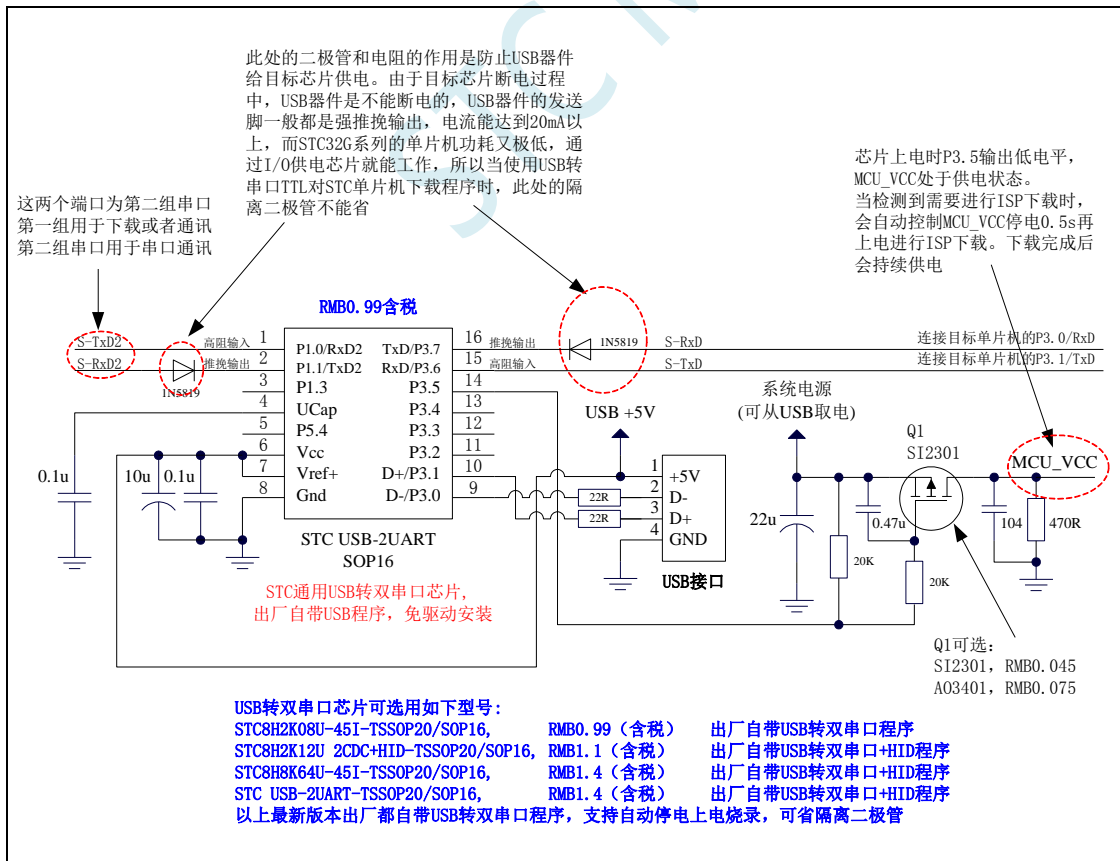 STC M
此处的二极管和电阻的作用是防止USB器件
给目标芯片供电。由于目标芯片断电过程
中，USB器件是不能断电的，USB器件的发送
脚一般都是强推挽输出，电流能达到20mA以
上，而STC32G系列的单片机功耗又极低，通
过I/O供电芯片就能工作，所以当使用USB转
串口TTL对STC单片机下载程序时，此处的隔
离二极管不能省
芯片上电时P3.5输出低电平，
MCU_VCC处于供电状态。
当检测到需要进行ISP下载时，
会自动控制MCU_VCC停电0.5s再
上电进行ISP下载。下载完成后
会持续供电
这两个端口为第二组串口
第一组用于下载或者通讯
第二组串口用于串口通讯
RMB0.99含税
S-TxD2
高阻输入
1
P1.0/RxD2
TxD/P3.7
16
推挽输出
1N5819
S-RxD
连接目标单片机的P3.0/RxD
S-RxD2
1N5819
推挽输出
2
P1.1/TxD2
RxD/P3.6
15
高阻输入
S-TxD
连接目标单片机的P3.1/TxD
3
P1.3
P3.5
14
4
UCap
P3.4
13
5
P5.4
P3.3
12
6
Vcc
P3.2
11
7
Vref+
D+/P3.1
10
8
Gnd
D-/P3.0
9
0.1u
10u
0.1u
STC USB-2UART
SOP16
STC通用USB转双串口芯片，
出厂自带USB程序，免驱动安装
USB +5V
22R
22R
1
+5V
2
D-
3
D+
4
GND
USB接口
系统电源
(可从USB取电)
22u
0.47u
20K
20K
Q1
SI2301
MCU_VCC
104
470R
Q1可选：
SI2301, RMB0.045
AO3401, RMB0.075
USB转双串口芯片可选用如下型号：
STC8H2K08U-45I-TSSOP20/SOP16, RMB0.99（含税） 出厂自带USB转双串口程序
STC8H2K12U 2CDC+HID-TSSOP20/SOP16, RMB1.1（含税） 出厂自带USB转双串口+HID程序
STC8H8K64U-45I-TSSOP20/SOP16, RMB1.4（含税） 出厂自带USB转双串口+HID程序
STC USB-2UART-TSSOP20/SOP16, RMB1.4（含税） 出厂自带USB转双串口+HID程序
以上最新版本出厂都自带USB转双串口程序，支持自动停电上电烧录，可省隔离二极管